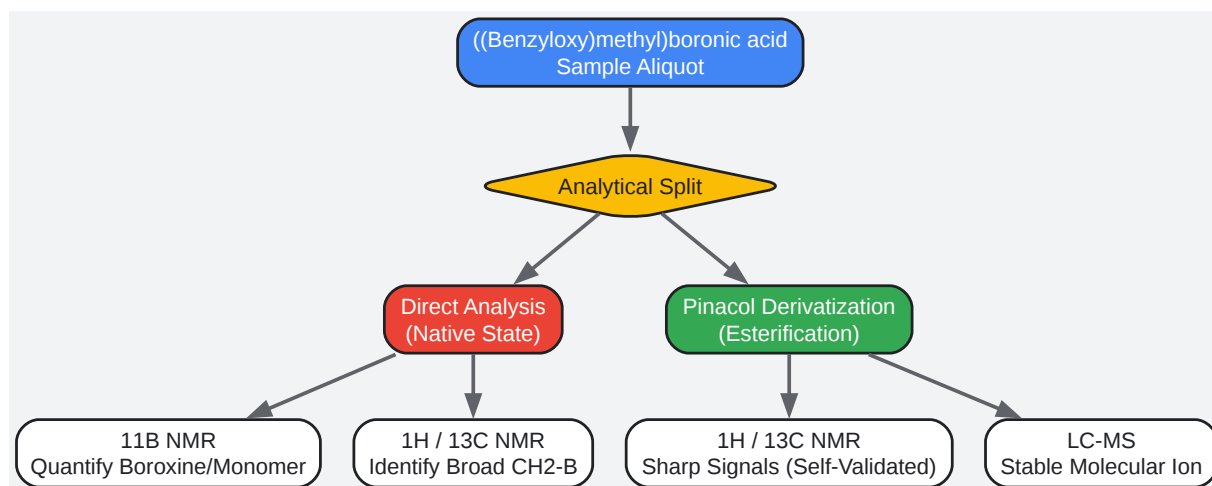 ((Benzyloxy)methyl)boronic acid
Sample Aliquot
Analytical Split
Direct Analysis
(Native State)
Pinacol Derivatization
(Esterification)
11B NMR
Quantify Boroxine/Monomer
1H / 13C NMR
Identify Broad CH2-B
1H / 13C NMR
Sharp Signals (Self-Validated)
LC-MS
Stable Molecular Ion